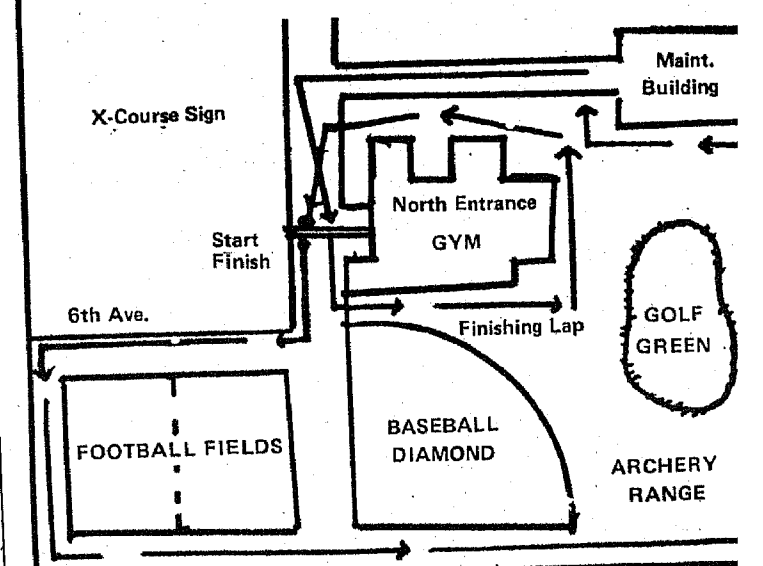 Maint.
Building
X-Course Sign
North Entrance
GYM
Start
Finish
6th Ave.
Finishing Lap
GOLF
GREEN
FOOTBALL FIELDS
BASEBALL
DIAMOND
ARCHERY
RANGE